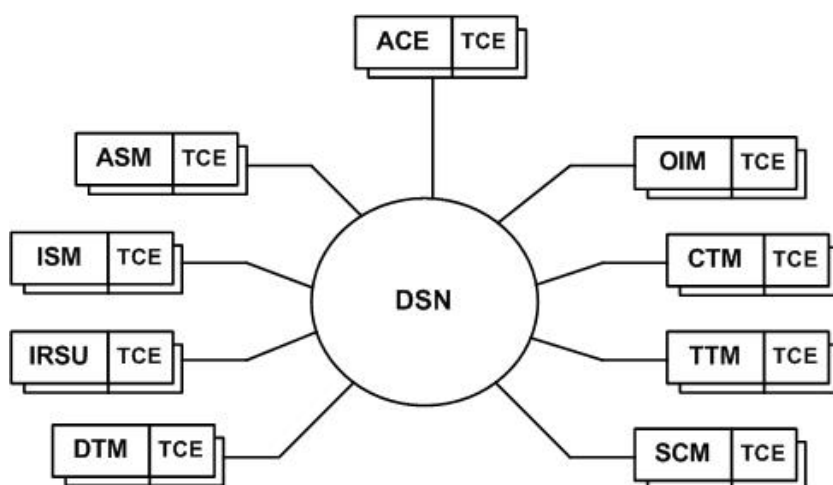 ACE TCE
ASM TCE
OIM TCE
ISM TCE
CTM TCE
DSN
IRSU TCE
TTM TCE
DTM TCE
SCM TCE